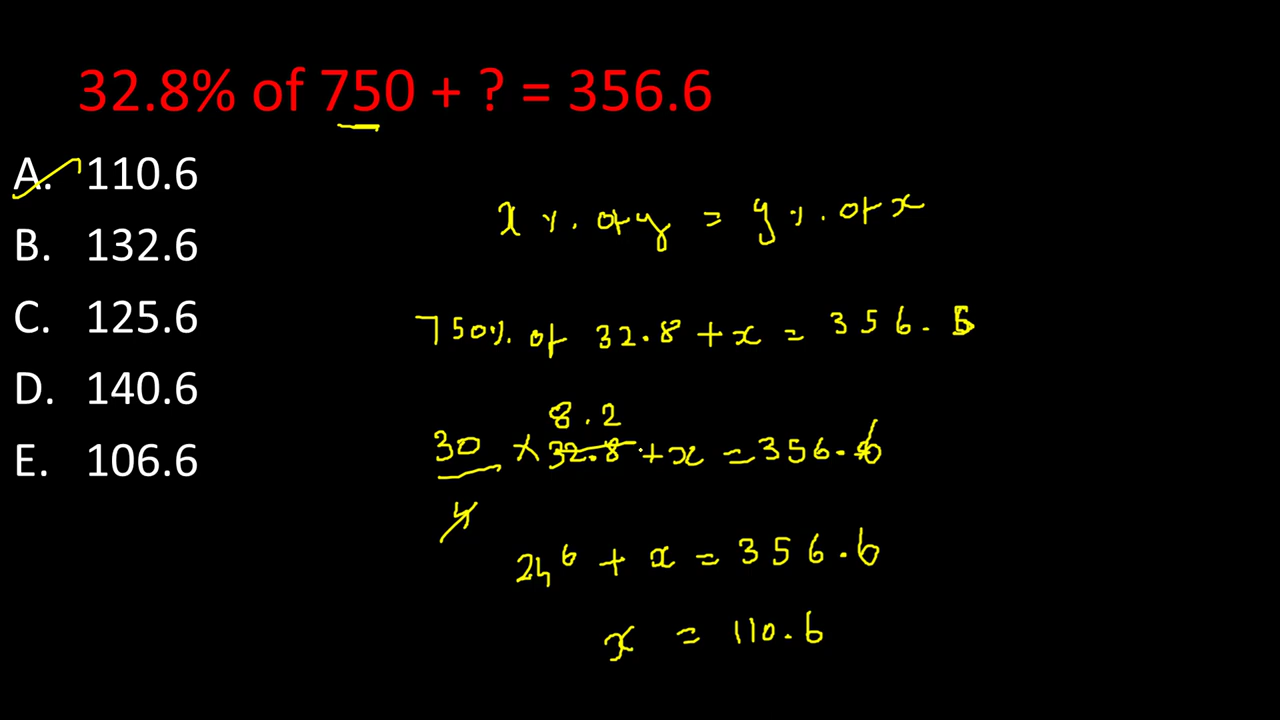 32.8% of 750 + ? = 356.6
A. 110.6
B. 132.6
C. 125.6
D. 140.6
E. 106.6
x %. of y = y %. of x
750%. of 32.8 + x = 356.
8.2
30 × 32.8 + x = 356.6
4
246 + x = 356.6
x = 110.6